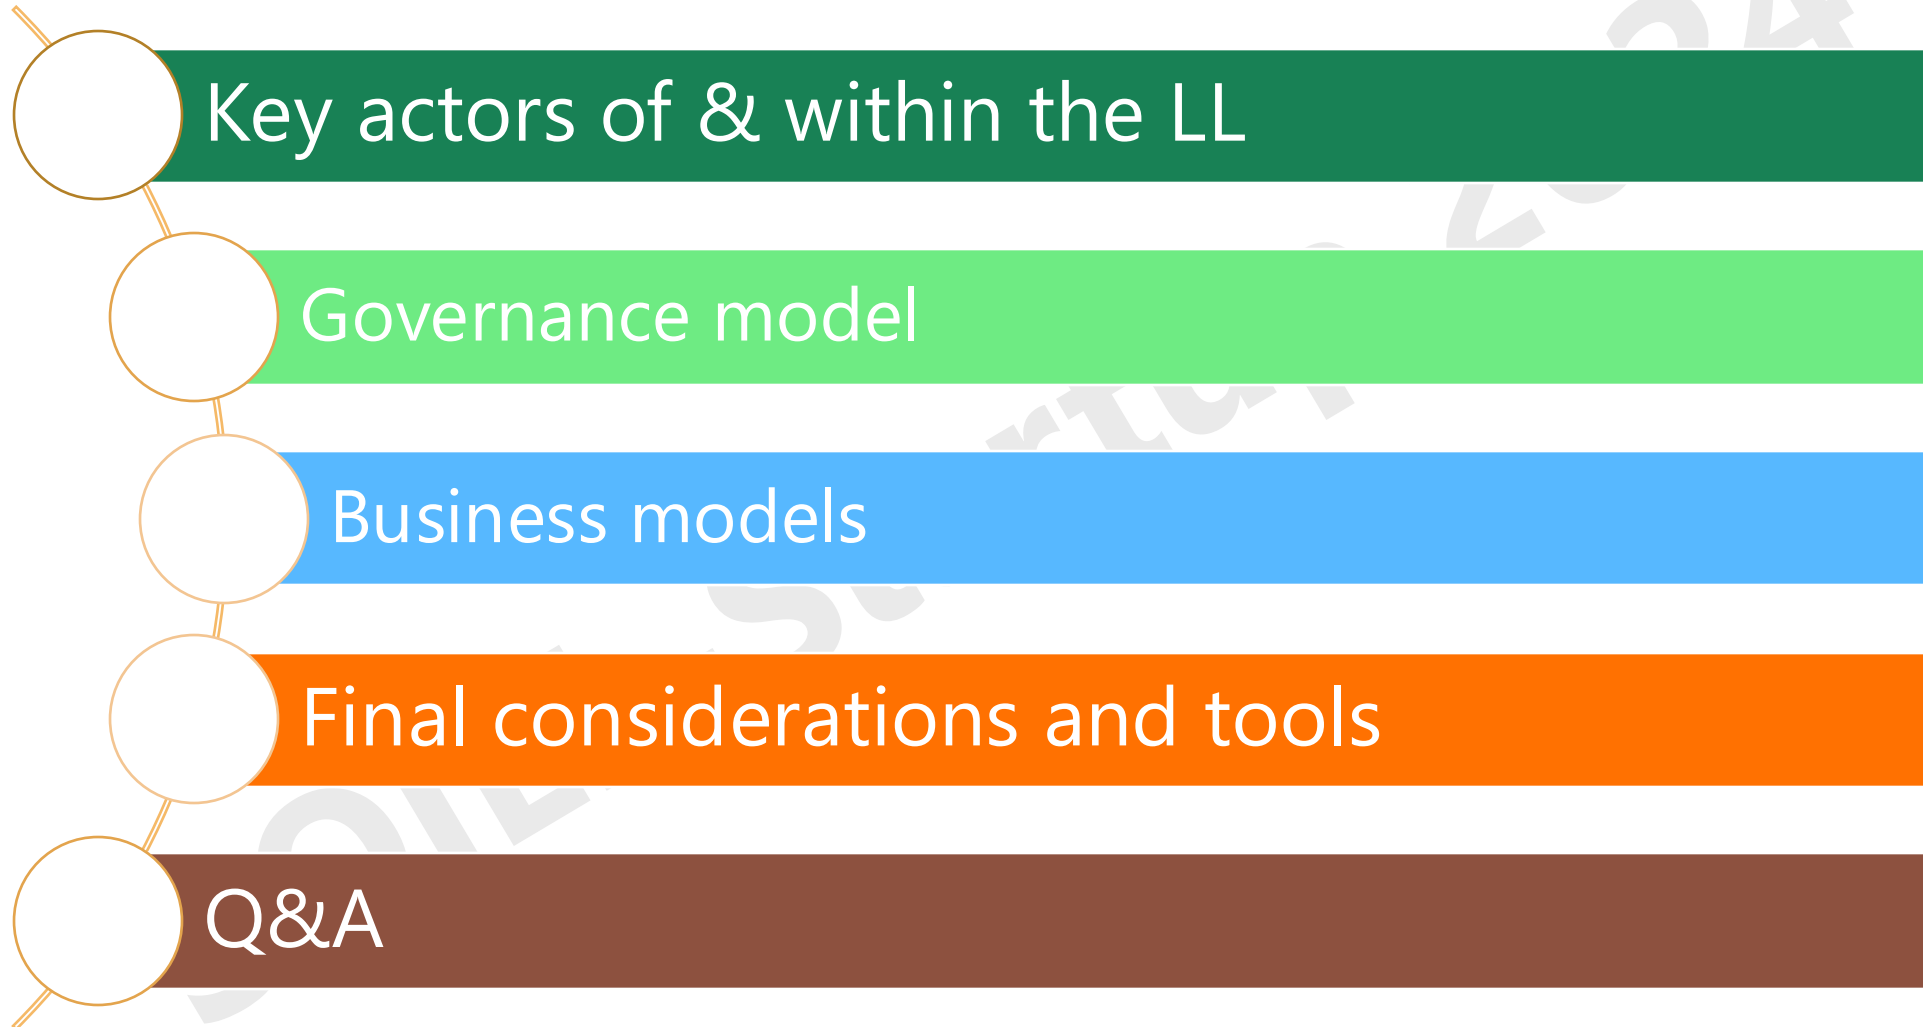 Key actors of & within the LL
Governance model
Business models
Final considerations and tools
Q&A